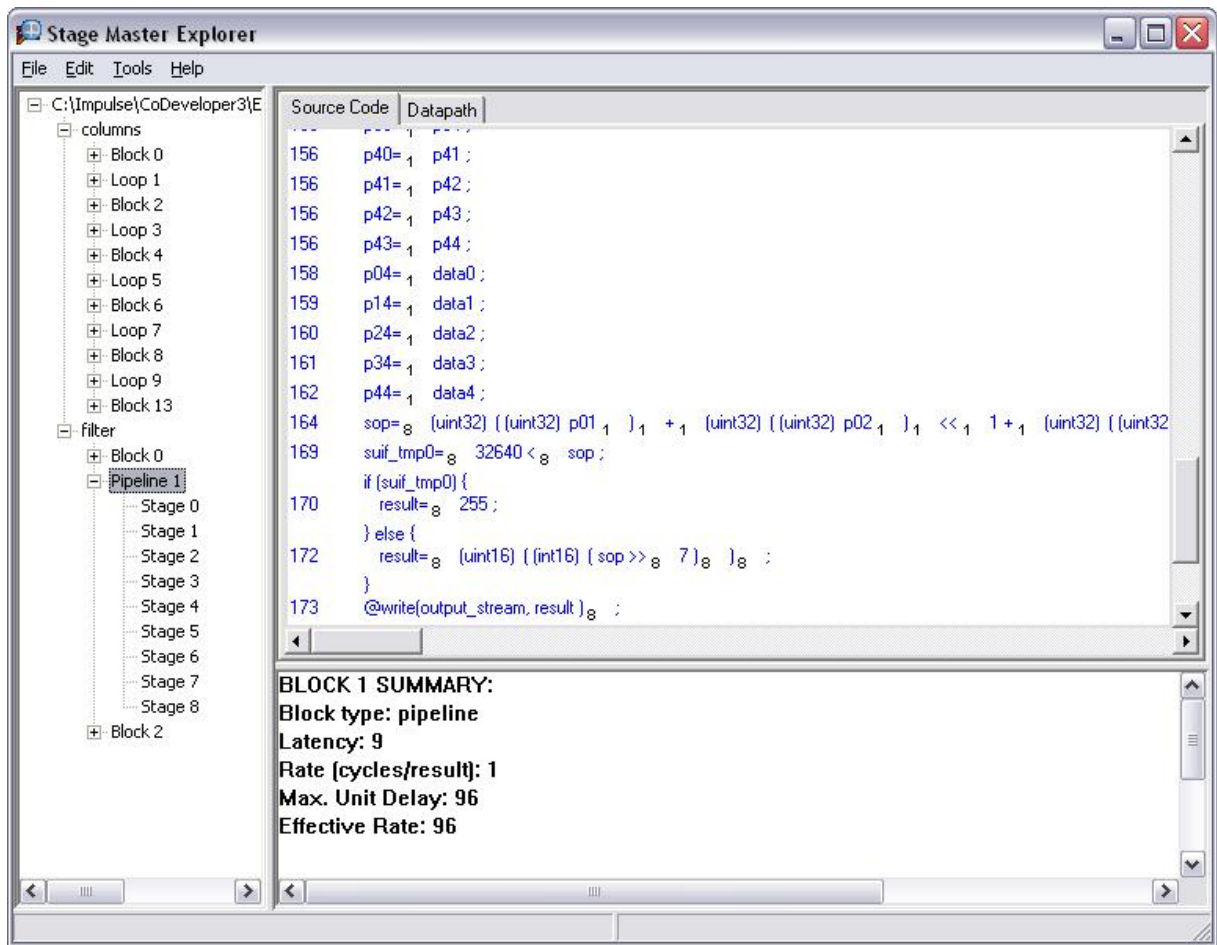 Stage Master Explorer
File Edit Tools Help
C:\Impulse\CoDeveloper3\E
columns
Block 0
Loop 1
Block 2
Loop 3
Block 4
Loop 5
Block 6
Loop 7
Block 8
Loop 9
Block 13
filter
Block 0
Pipeline 1
Stage 0
Stage 1
Stage 2
Stage 3
Stage 4
Stage 5
Stage 6
Stage 7
Stage 8
Block 2
Source Code Datapath
156 p40= 1 p41 ;
156 p41= 1 p42 ;
156 p42= 1 p43 ;
156 p43= 1 p44 ;
158 p04= 1 data0 ;
159 p14= 1 data1 ;
160 p24= 1 data2 ;
161 p34= 1 data3 ;
162 p44= 1 data4 ;
164 sop= 8 (uint32) ( (uint32) p01 1 ) 1 + 1 (uint32) ( (uint32) p02 1 ) 1 << 1 1 + 1 (uint32) ( (uint32
169 suif_tmp0= 8 32640 < 8 sop ;
if (suif_tmp0) {
170 result= 8 255 ;
} else {
172 result= 8 (uint16) ( (int16) ( sop >> 8 7 ) 8 ) 8 ;
}
173 @write(output_stream, result ) 8 ;
BLOCK 1 SUMMARY:
Block type: pipeline
Latency: 9
Rate (cycles/result): 1
Max. Unit Delay: 96
Effective Rate: 96